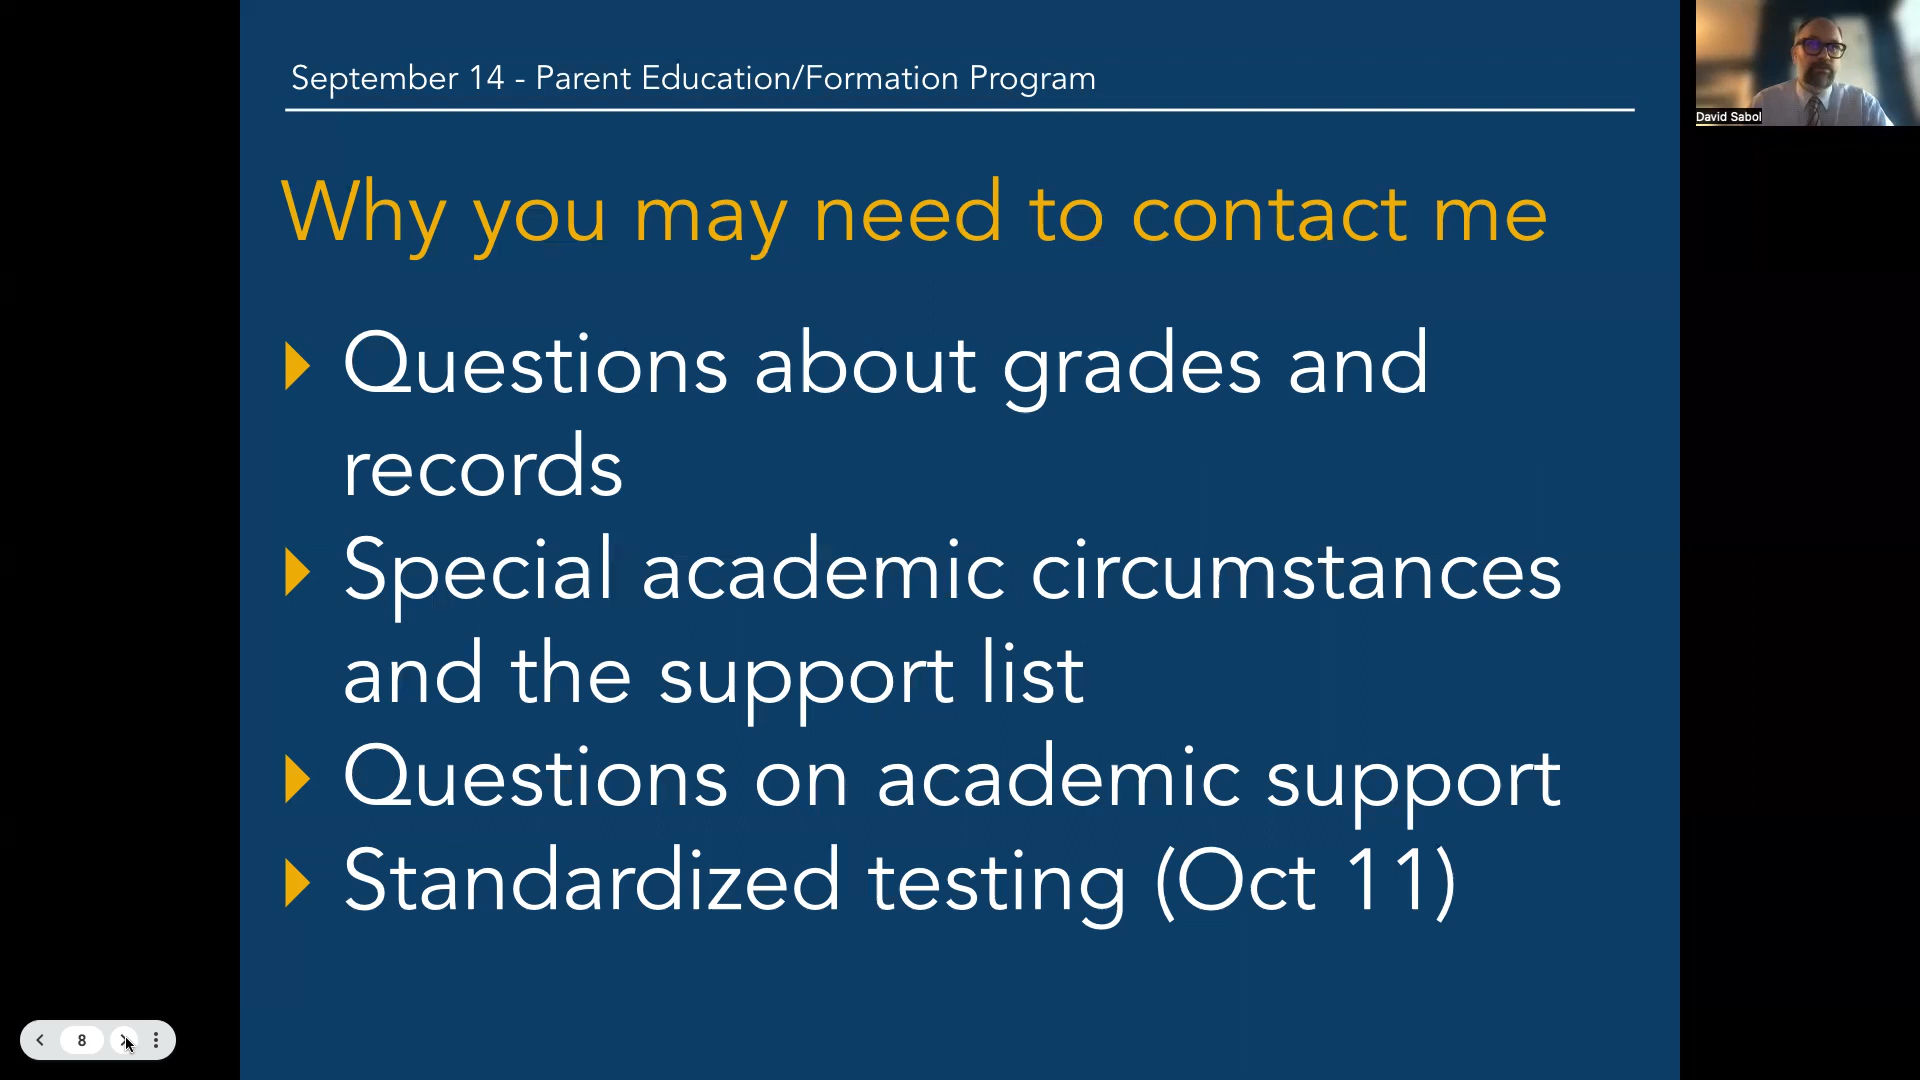 September 14 - Parent Education/Formation Program
David Sabol
Why you may need to contact me
Questions about grades and
records
Special academic circumstances
and the support list
Questions on academic support
Standardized testing (Oct 11)
8